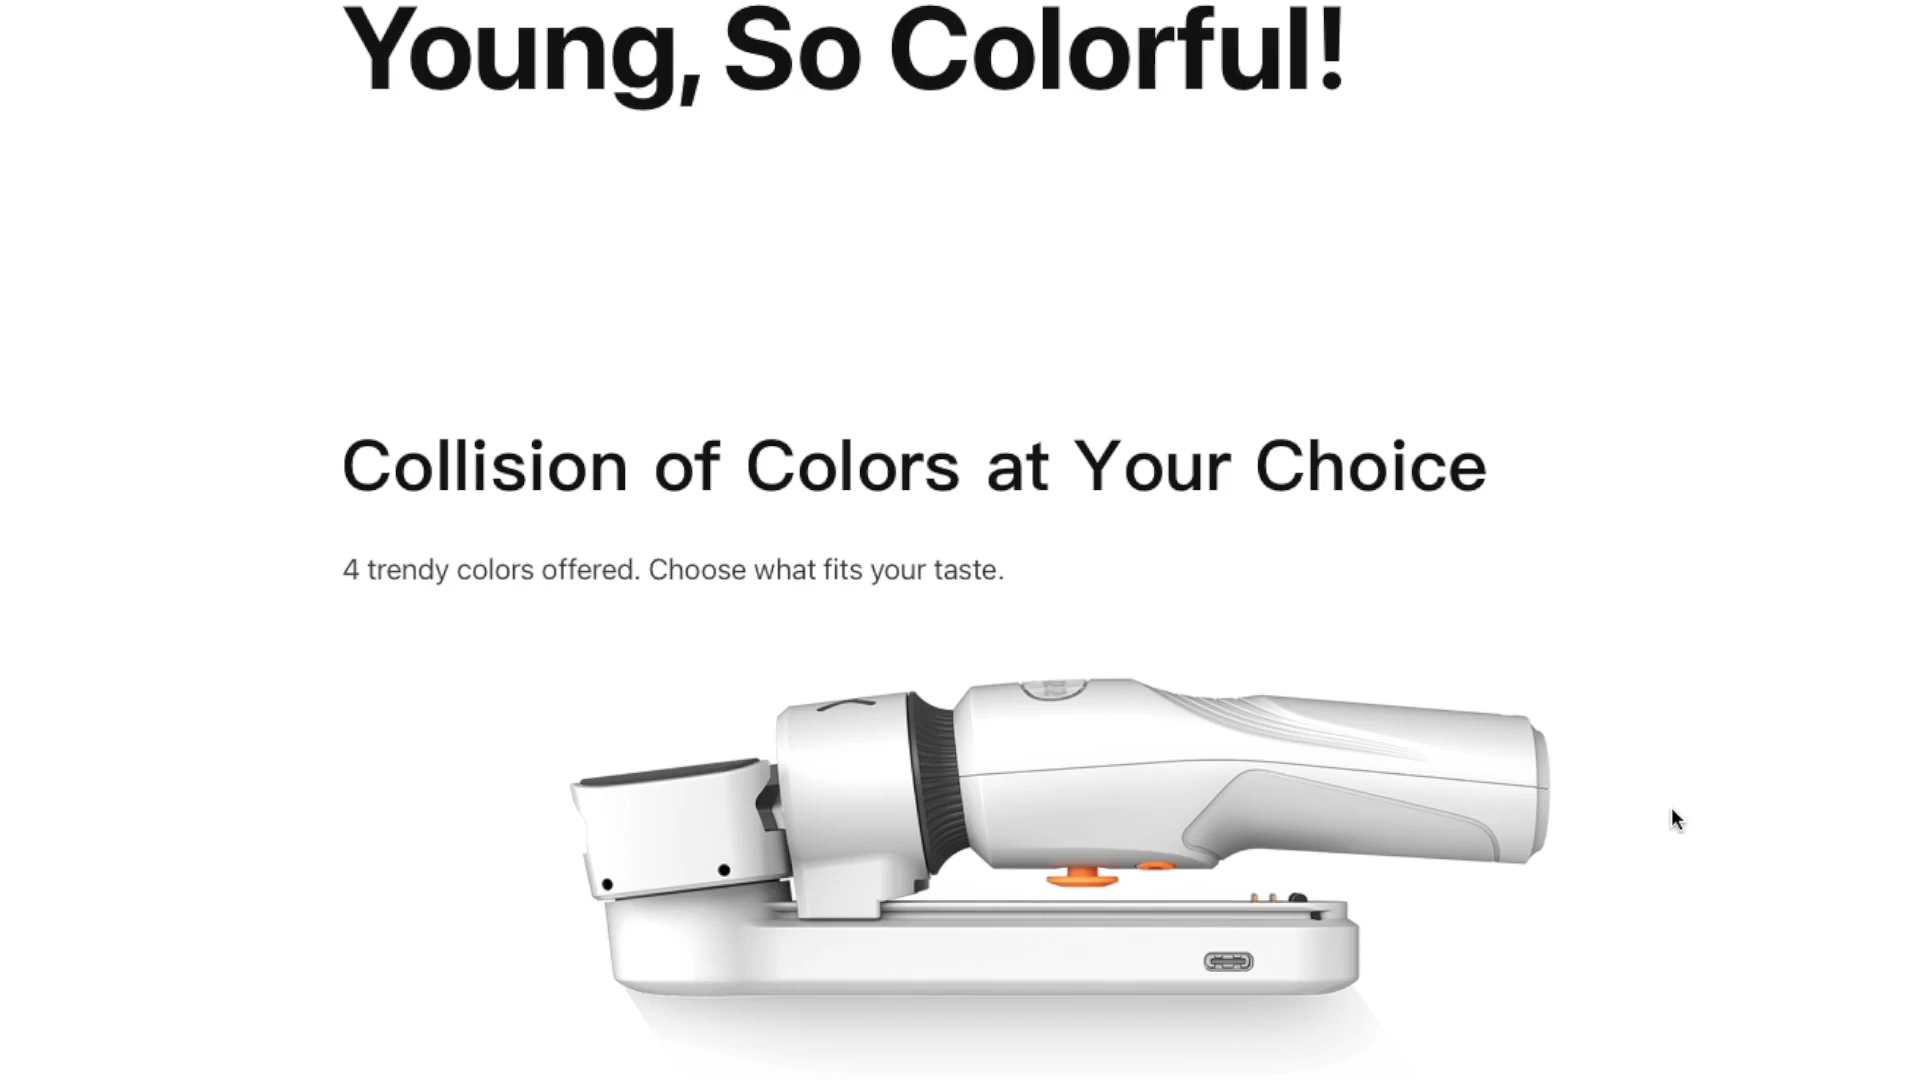 Young, So Colorful!
Collision of Colors at Your Choice
4 trendy colors offered. Choose what fits your taste.